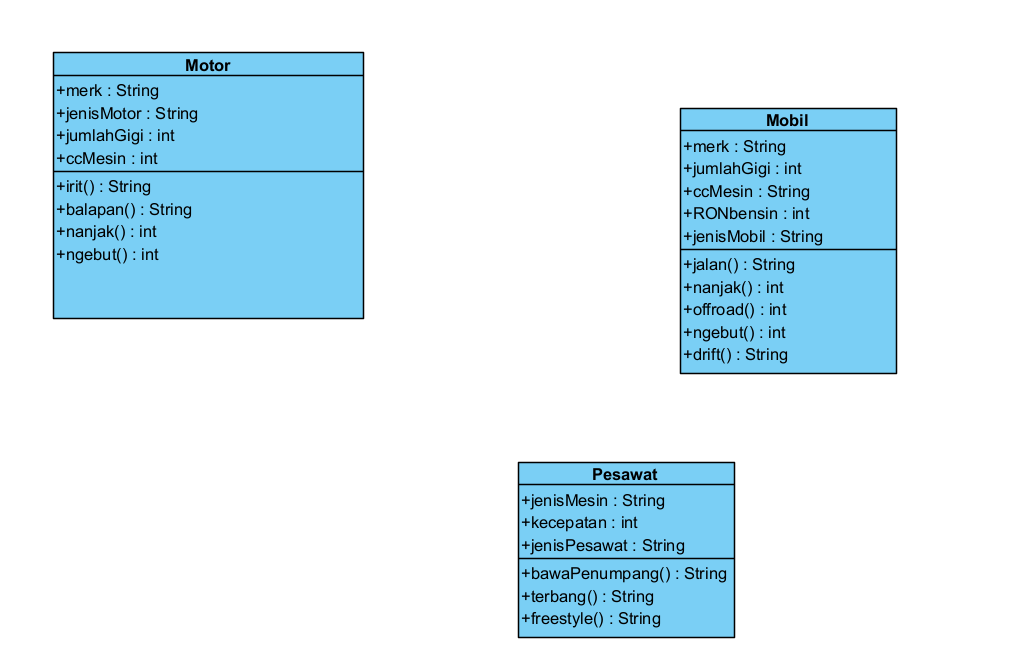 Motor
+merk : String
+jenisMotor : String
+jumlahGigi : int
+ccMesin : int
+irit() : String
+balapan() : String
+nanjak() : int
+ngebut() : int
Mobil
+merk : String
+jumlahGigi : int
+ccMesin : String
+RONbensin : int
+jenisMobil : String
+jalan() : String
+nanjak() : int
+offroad() : int
+ngebut() : int
+drift() : String
Pesawat
+jenisMesin : String
+kecepatan : int
+jenisPesawat : String
+bawaPenumpang() : String
+terbang() : String
+freestyle() : String